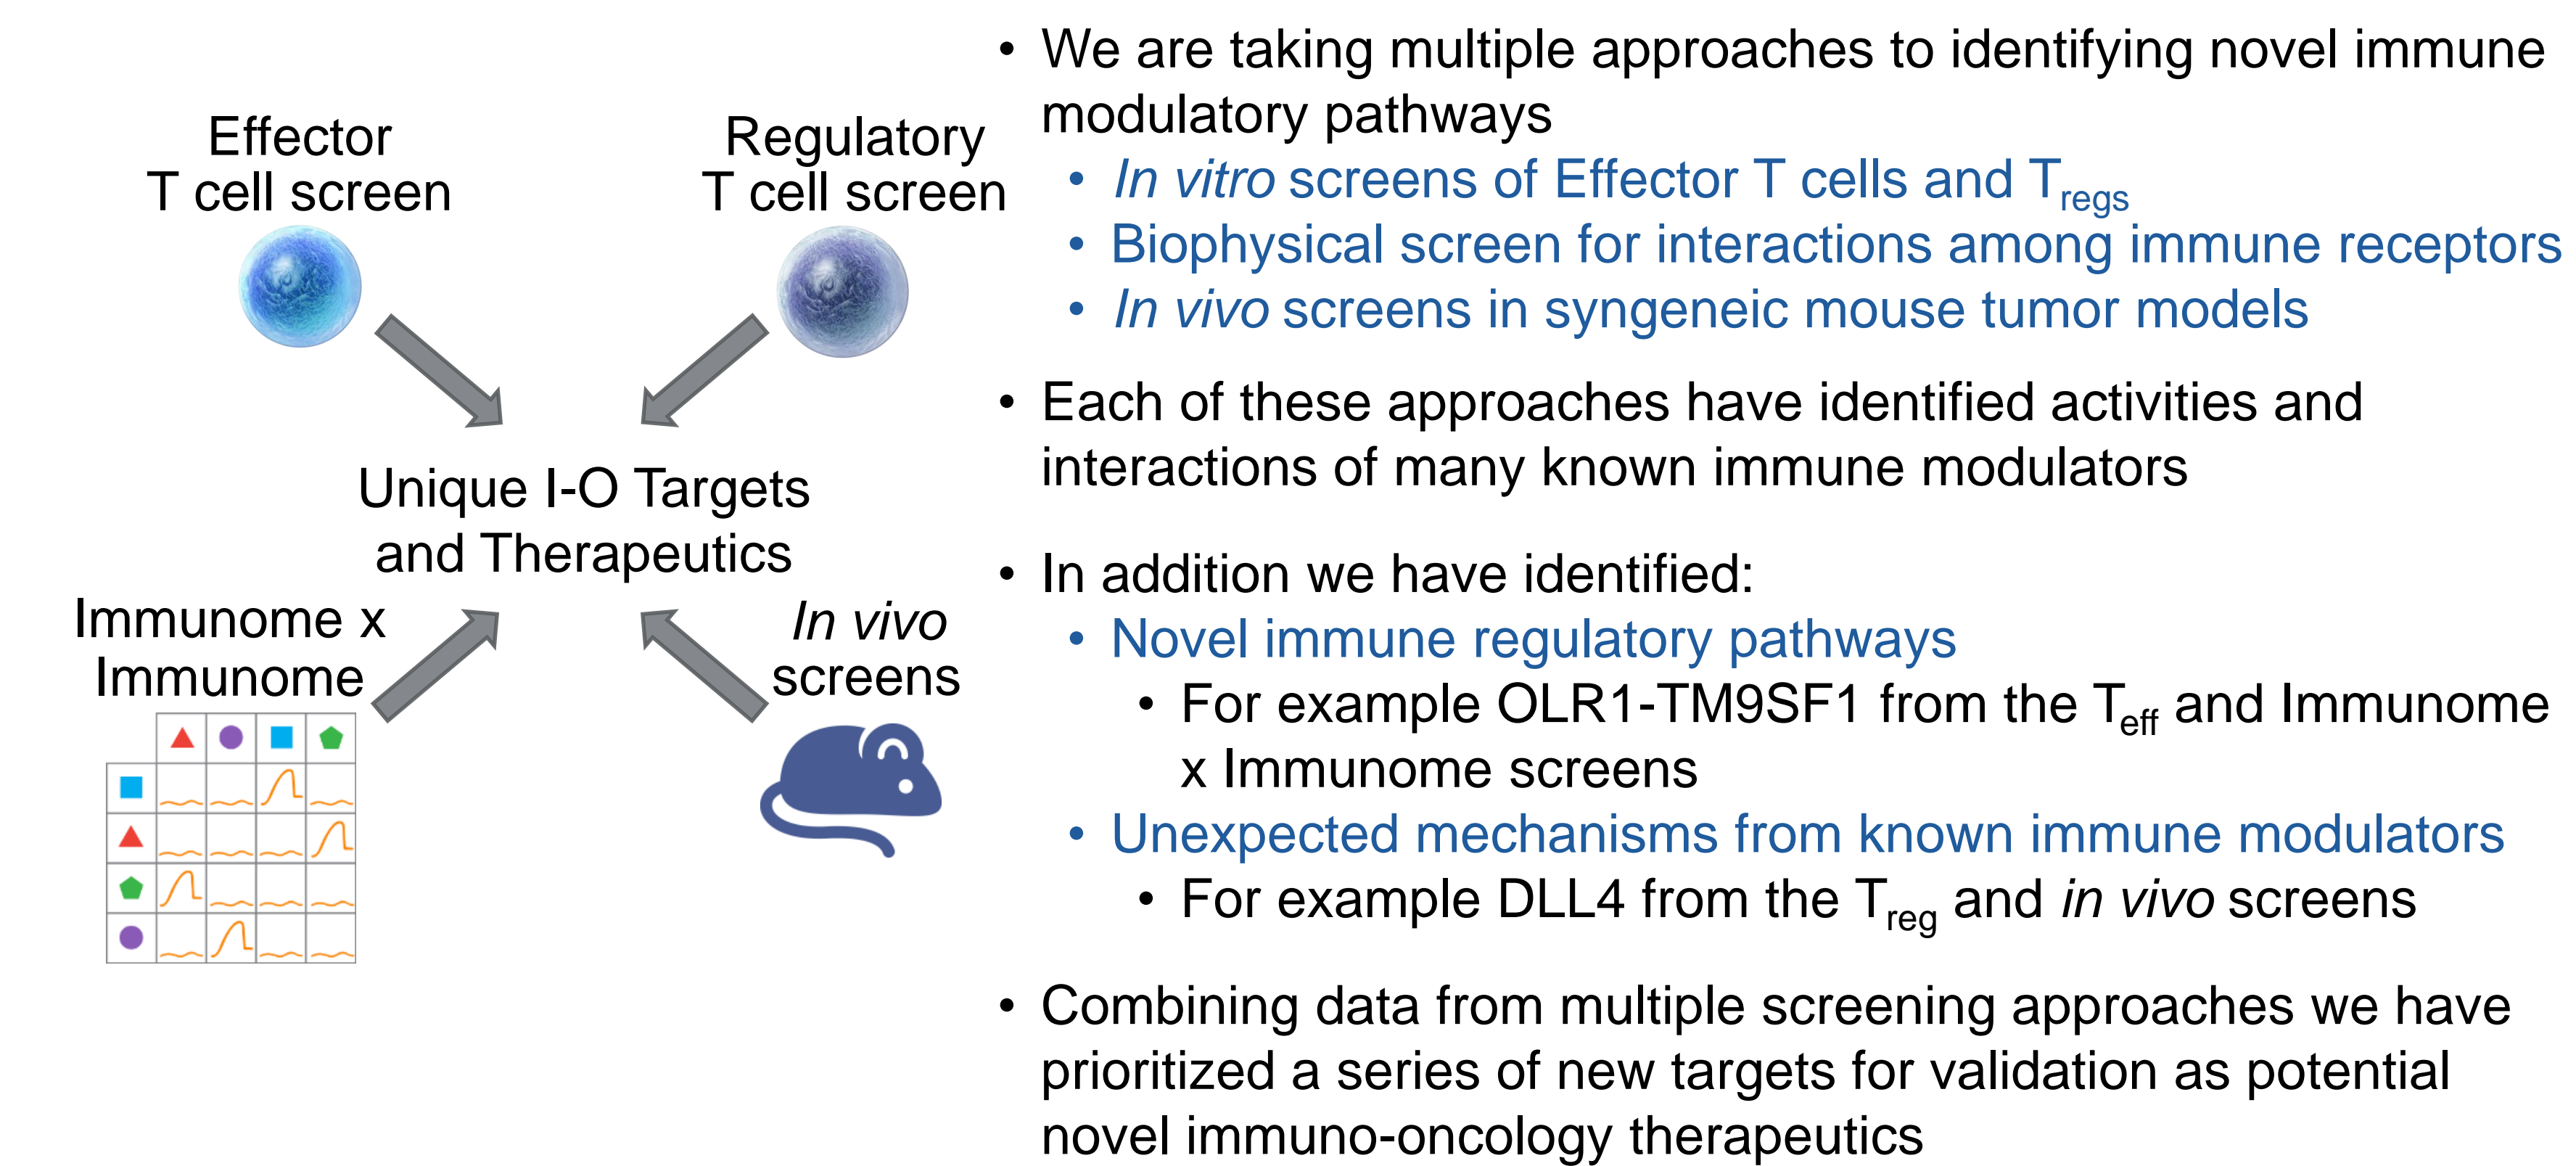 Effector
T cell screen
Regulatory
T cell screen
Unique I-O Targets
and Therapeutics
Immunome x
Immunome
In vivo
screens
• We are taking multiple approaches to identifying novel immune
modulatory pathways
• In vitro screens of Effector T cells and Tregs
• Biophysical screen for interactions among immune receptors
• In vivo screens in syngeneic mouse tumor models
• Each of these approaches have identified activities and
interactions of many known immune modulators
• In addition we have identified:
• Novel immune regulatory pathways
• For example OLR1-TM9SF1 from the Teff and Immunome
x Immunome screens
• Unexpected mechanisms from known immune modulators
• For example DLL4 from the Treg and in vivo screens
• Combining data from multiple screening approaches we have
prioritized a series of new targets for validation as potential
novel immuno-oncology therapeutics